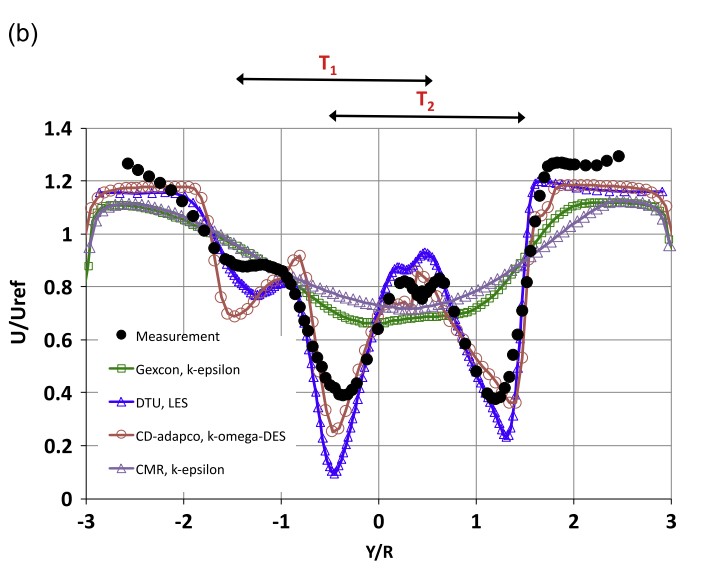 (b)
T1
T2
1.4
1.2
1
0.8
0.6
0.4
0.2
0
U/Uref
Measurement
Gexcon, k-epsilon
DTU, LES
CD-adapco, k-omega-DES
CMR, k-epsilon
-3 -2 -1 0 1 2 3
Y/R